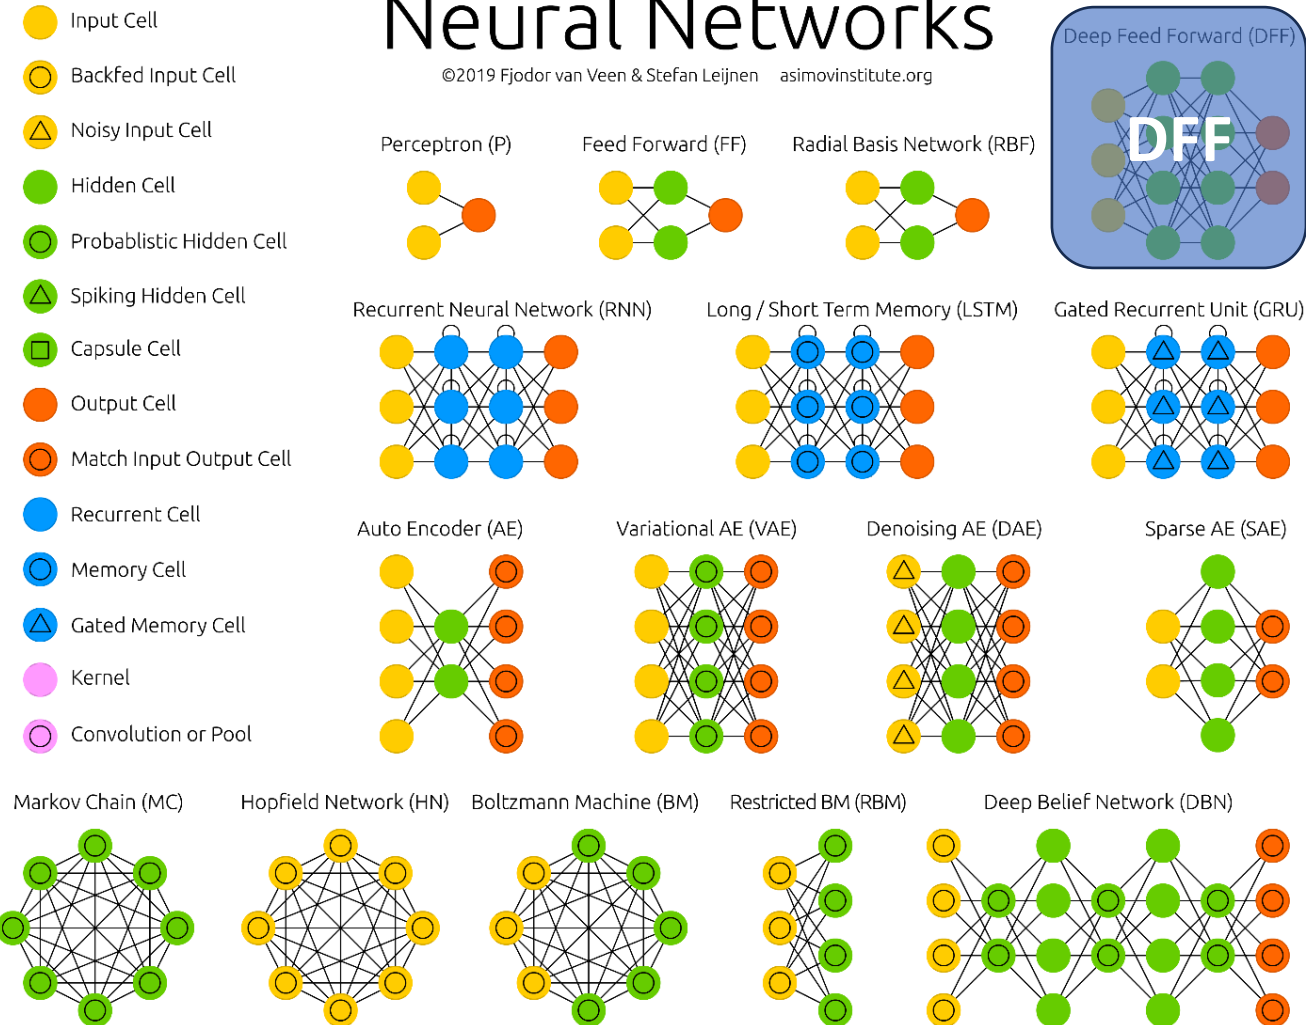 Neural Networks
©2019 Fjodor van Veen & Stefan Leijnen asimovinstitute.org
Input Cell
Backfed Input Cell
Noisy Input Cell
Hidden Cell
Probablistic Hidden Cell
Spiking Hidden Cell
Capsule Cell
Output Cell
Match Input Output Cell
Recurrent Cell
Memory Cell
Gated Memory Cell
Kernel
Convolution or Pool
Perceptron (P)
Feed Forward (FF)
Radial Basis Network (RBF)
Deep Feed Forward (DFF)
DFF
Recurrent Neural Network (RNN)
Long / Short Term Memory (LSTM)
Gated Recurrent Unit (GRU)
Auto Encoder (AE)
Variational AE (VAE)
Denoising AE (DAE)
Sparse AE (SAE)
Markov Chain (MC)
Hopfield Network (HN)
Boltzmann Machine (BM)
Restricted BM (RBM)
Deep Belief Network (DBN)